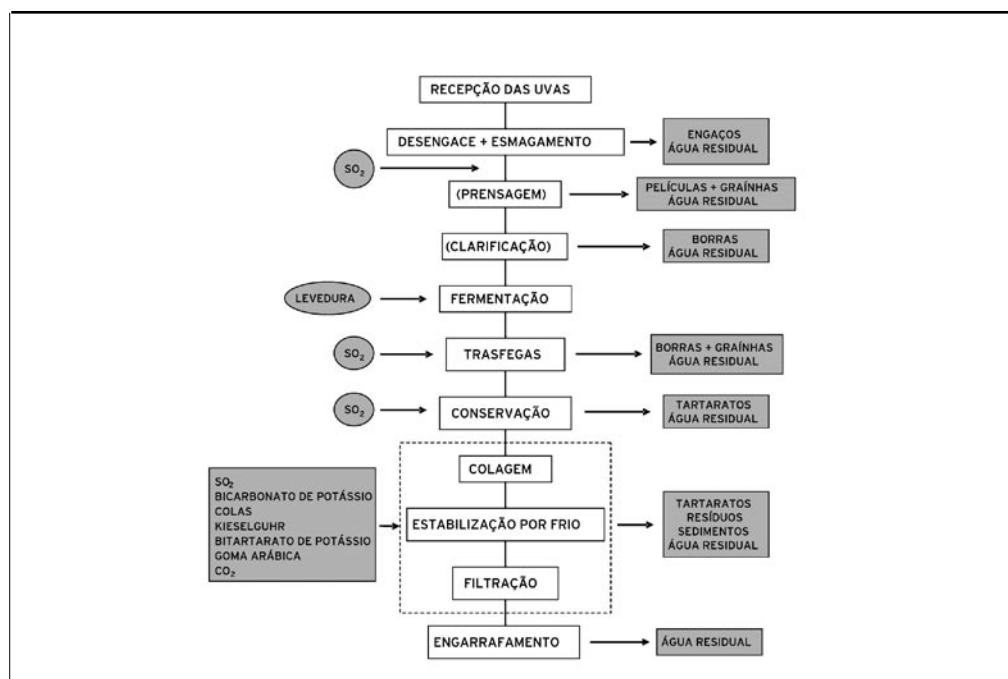 RECEPÇÃO DAS UVAS
DESENGACE + ESMAGAMENTO
ENGAÇOS
ÁGUA RESIDUAL
SO₂
(PRENSAGEM)
PELÍCULAS + GRAÍNHAS
ÁGUA RESIDUAL
(CLARIFICAÇÃO)
BORRAS
ÁGUA RESIDUAL
LEVEDURA
FERMENTAÇÃO
SO₂
TRASFEGAS
BORRAS + GRAÍNHAS
ÁGUA RESIDUAL
SO₂
CONSERVAÇÃO
TARTARATOS
ÁGUA RESIDUAL
SO₂
BICARBONATO DE POTÁSSIO
COLAS
KIESELGUHR
BITARTARATO DE POTÁSSIO
GOMA ARÁBICA
CO₂
COLAGEM
ESTABILIZAÇÃO POR FRIO
FILTRAÇÃO
TARTARATOS
RESÍDUOS
SEDIMENTOS
ÁGUA RESIDUAL
ENGARRAFAMENTO
ÁGUA RESIDUAL